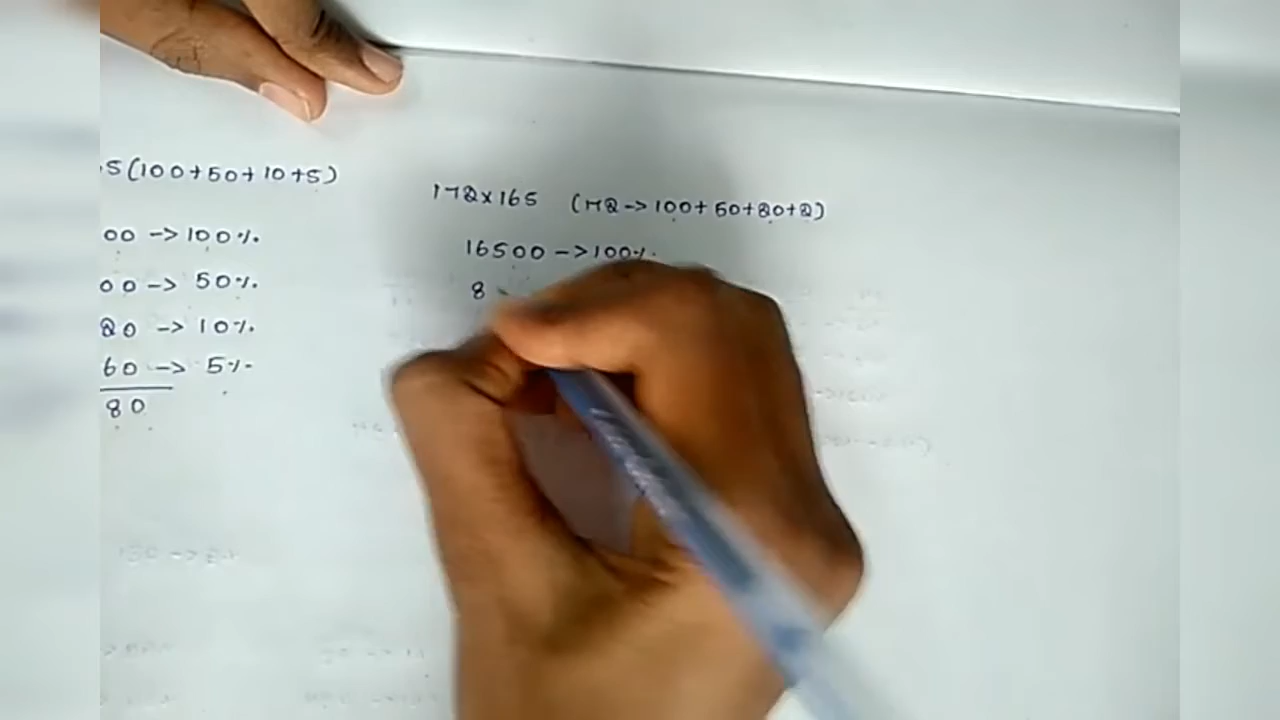 5(100+50+10+5)
00 -> 100%
00 -> 50%
20 -> 10%
60 -> 5%
80
172x165 (172 -> 100+50+20+2)
16500 -> 100%
8